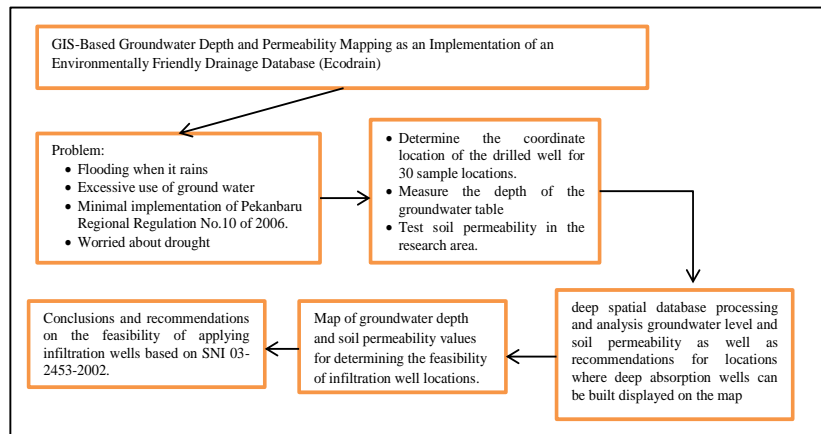 GIS-Based Groundwater Depth and Permeability Mapping as an Implementation of an
Environmentally Friendly Drainage Database (Ecodrain)
Problem:
• Flooding when it rains
• Excessive use of ground water
• Minimal implementation of Pekanbaru
Regional Regulation No.10 of 2006.
• Worried about drought
• Determine the coordinate
location of the drilled well for
30 sample locations.
• Measure the depth of the
groundwater table
• Test soil permeability in the
research area.
deep spatial database processing
and analysis groundwater level and
soil permeability as well as
recommendations for locations
where deep absorption wells can
be built displayed on the map
Map of groundwater depth
and soil permeability values
for determining the feasibility
of infiltration well locations.
Conclusions and recommendations
on the feasibility of applying
infiltration wells based on SNI 03-
2453-2002.